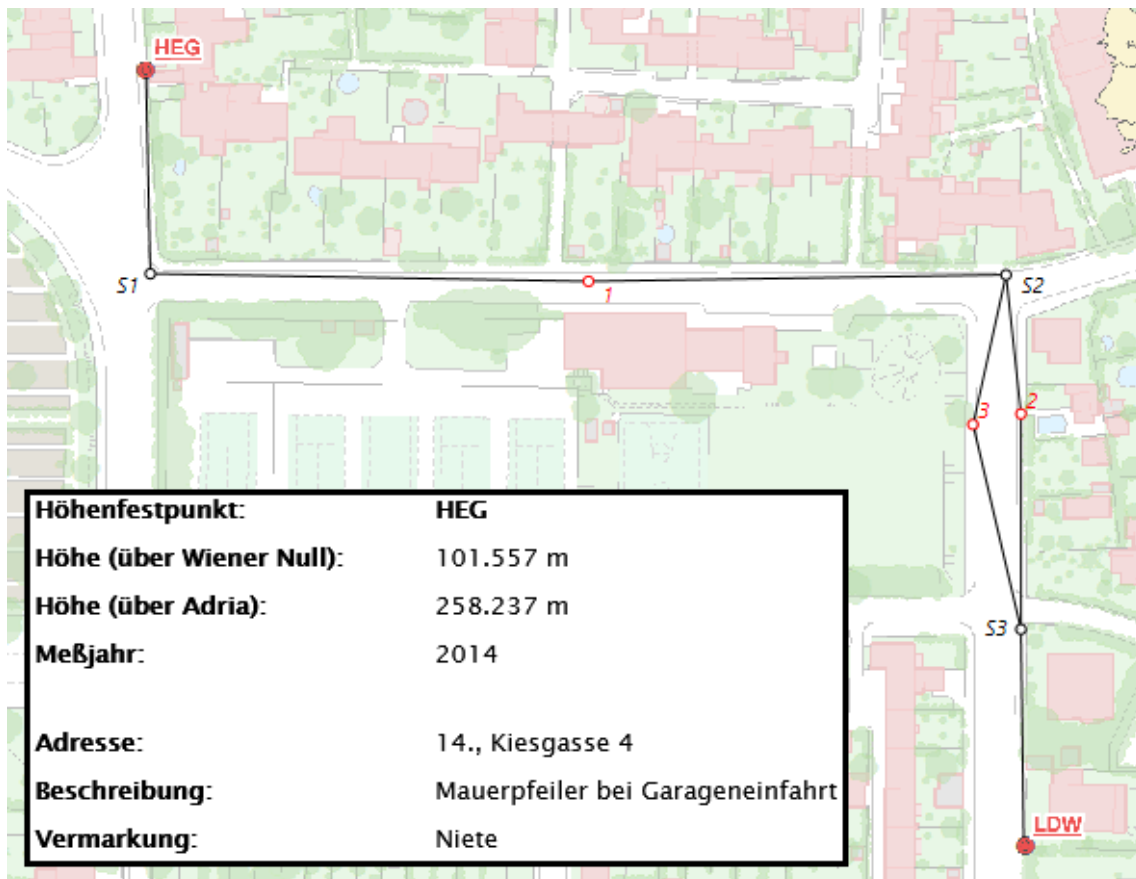 HEG
S1
1
S2
3
2
Höhenfestpunkt: HEG
Höhe (über Wiener Null): 101.557 m
Höhe (über Adria): 258.237 m
Meßjahr: 2014
S3
Adresse: 14., Kiesgasse 4
Beschreibung: Mauerpfeiler bei Garageneinfahrt
Vermarkung: Niete
LDW